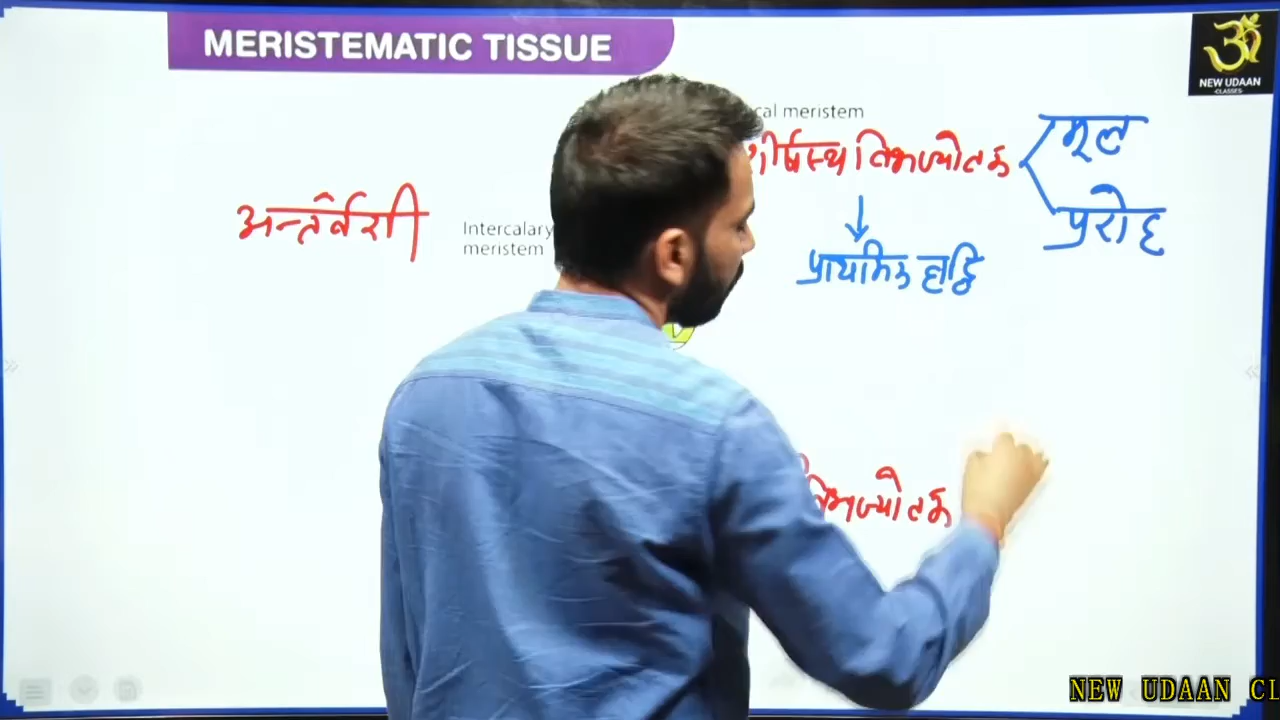 MERISTEMATIC TISSUE
NEW UDAAN
-CLASSES-
cal meristem
शीर्षस्थ विभज्योतक
मूल
प्ररोह
अन्तर्वेशी
Intercalary
meristem
प्राथमिक वृद्धि
विभज्योतक
NEW UDAAN CL